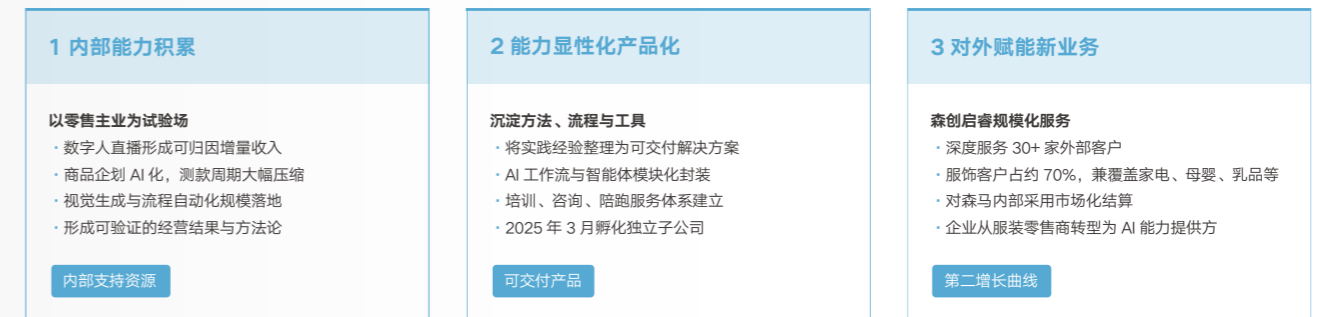 1 内部能力积累
以零售主业为试验场
·数字人直播形成可归因增量收入
·商品企划 AI 化，测款周期大幅压缩
·视觉生成与流程自动化规模落地
·形成可验证的经营结果与方法论
内部支持资源
2 能力显性化产品化
沉淀方法、流程与工具
·将实践经验整理为可交付解决方案
·AI 工作流与智能体模块化封装
·培训、咨询、陪跑服务体系建立
·2025 年 3 月孵化独立子公司
可交付产品
3 对外赋能新业务
森创启睿规模化服务
·深度服务 30+ 家外部客户
·服饰客户占约 70%，兼覆盖家电、母婴、乳品等
·对森马内部采用市场化结算
·企业从服装零售商转型为 AI 能力提供方
第二增长曲线